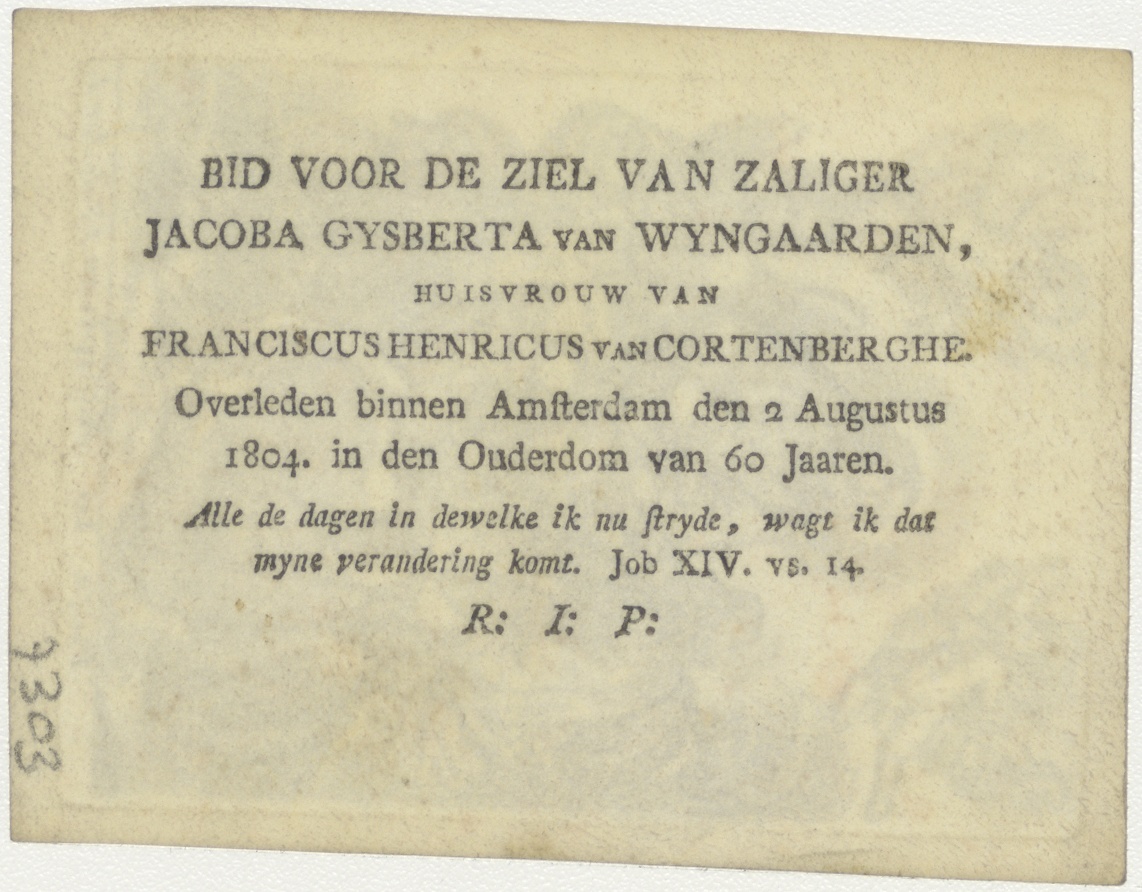 BID VOOR DE ZIEL VAN ZALIGER
JACOBA GYSBERTA VAN WYNGAARDEN,
HUISVROUW VAN
FRANCISCUS HENRICUS VAN CORTENBERGHE.
Overleden binnen Amſterdam den 2 Augustus
1804. in den Ouderdom van 60 Jaaren.
Alle de dagen in dewelke ik nu ſtryde, wagt ik dat
myne verandering komt. Job XIV. vs. 14.
R: I: P:
7303